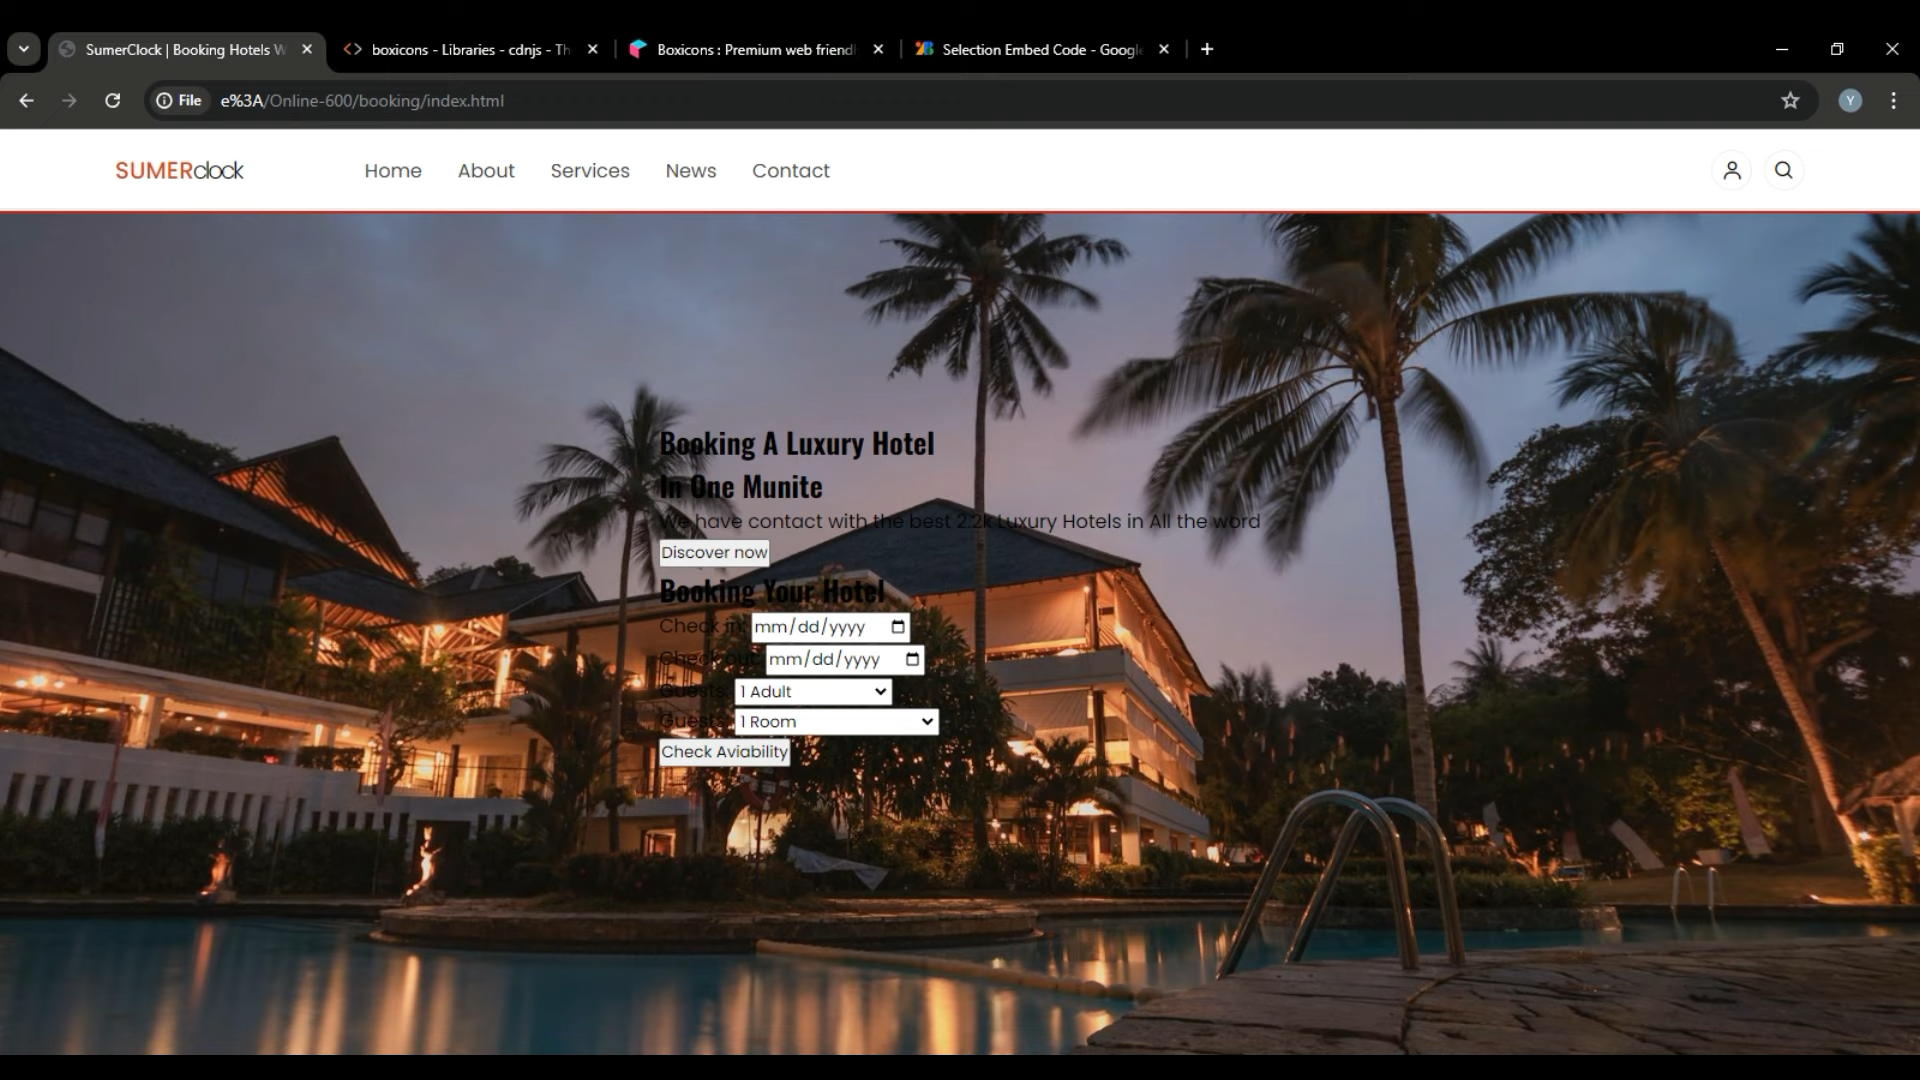 SumerClock | Booking Hotels W
boxicons - Libraries - cdnjs - Th
Boxicons : Premium web friendl
Selection Embed Code - Google
File
e%3A/Online-600/booking/index.html
Y
SUMERclock
Home
About
Services
News
Contact
Booking A Luxury Hotel
In One Munite
We have contact with the best 2.2k Luxury Hotels in All the word
Discover now
Booking Your Hotel
Check in: mm/dd/yyyy
Check out: mm/dd/yyyy
Guests: 1 Adult
Guests: 1 Room
Check Aviability